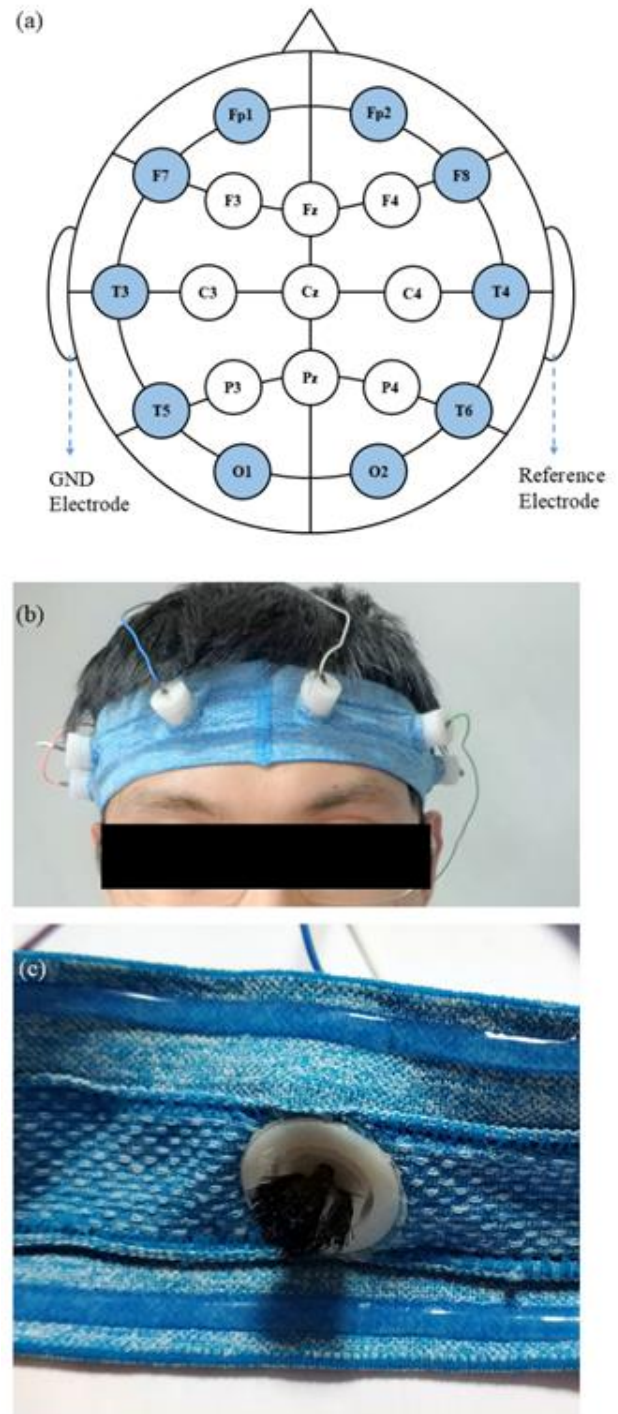 (a)
Fp1 Fp2
F7 F3 Fz F4 F8
T3 C3 Cz C4 T4
T5 P3 Pz P4 T6
O1 O2
GND
Electrode
Reference
Electrode
(b)
(c)